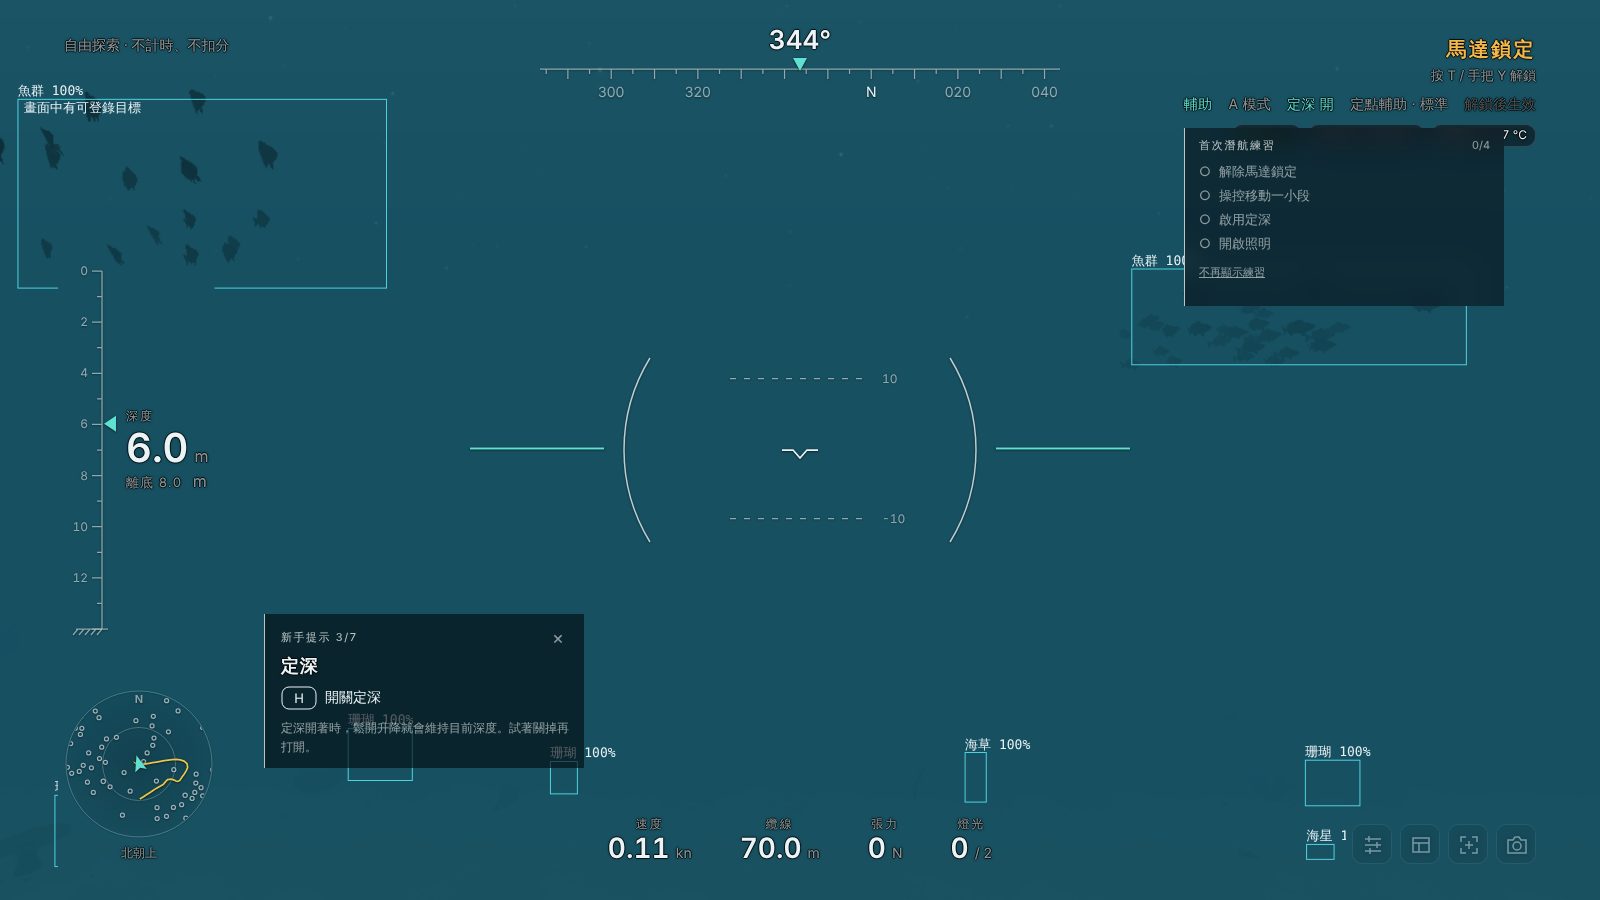 自由探索 · 不計時、不扣分
344°
300 320 N 020 040
馬達鎖定
按 T / 手把 Y 解鎖
輔助 A 模式 定深 開 定點輔助 · 標準 解鎖後生效
7 °C
魚群 100%
畫面中有可登錄目標
首次潛航練習 0/4
解除馬達鎖定
操控移動一小段
啟用定深
開啟照明
不再顯示練習
魚群 100
0
2
4
6
8
10
12
深度
6.0 m
離底 8.0 m
10
-10
新手提示 3/7
定深
H 開關定深
珊瑚 100%
定深開著時，鬆開升降就會維持目前深度。試著關掉再
打開。
珊瑚 100%
海草 100%
珊瑚 100%
海星 1
N
北朝上
速度
0.11 kn
纜線
70.0 m
張力
0 N
燈光
0 / 2